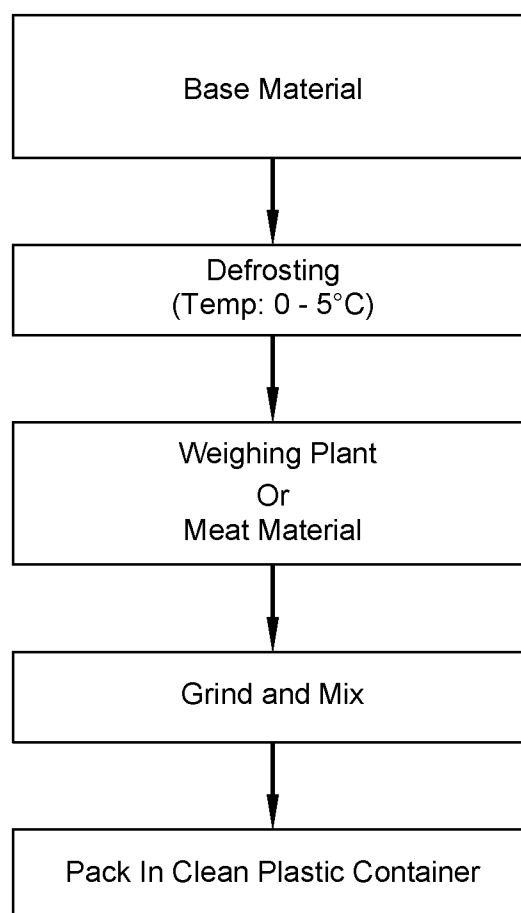 Base Material
Defrosting
(Temp: 0 - 5°C)
Weighing Plant
Or
Meat Material
Grind and Mix
Pack In Clean Plastic Container